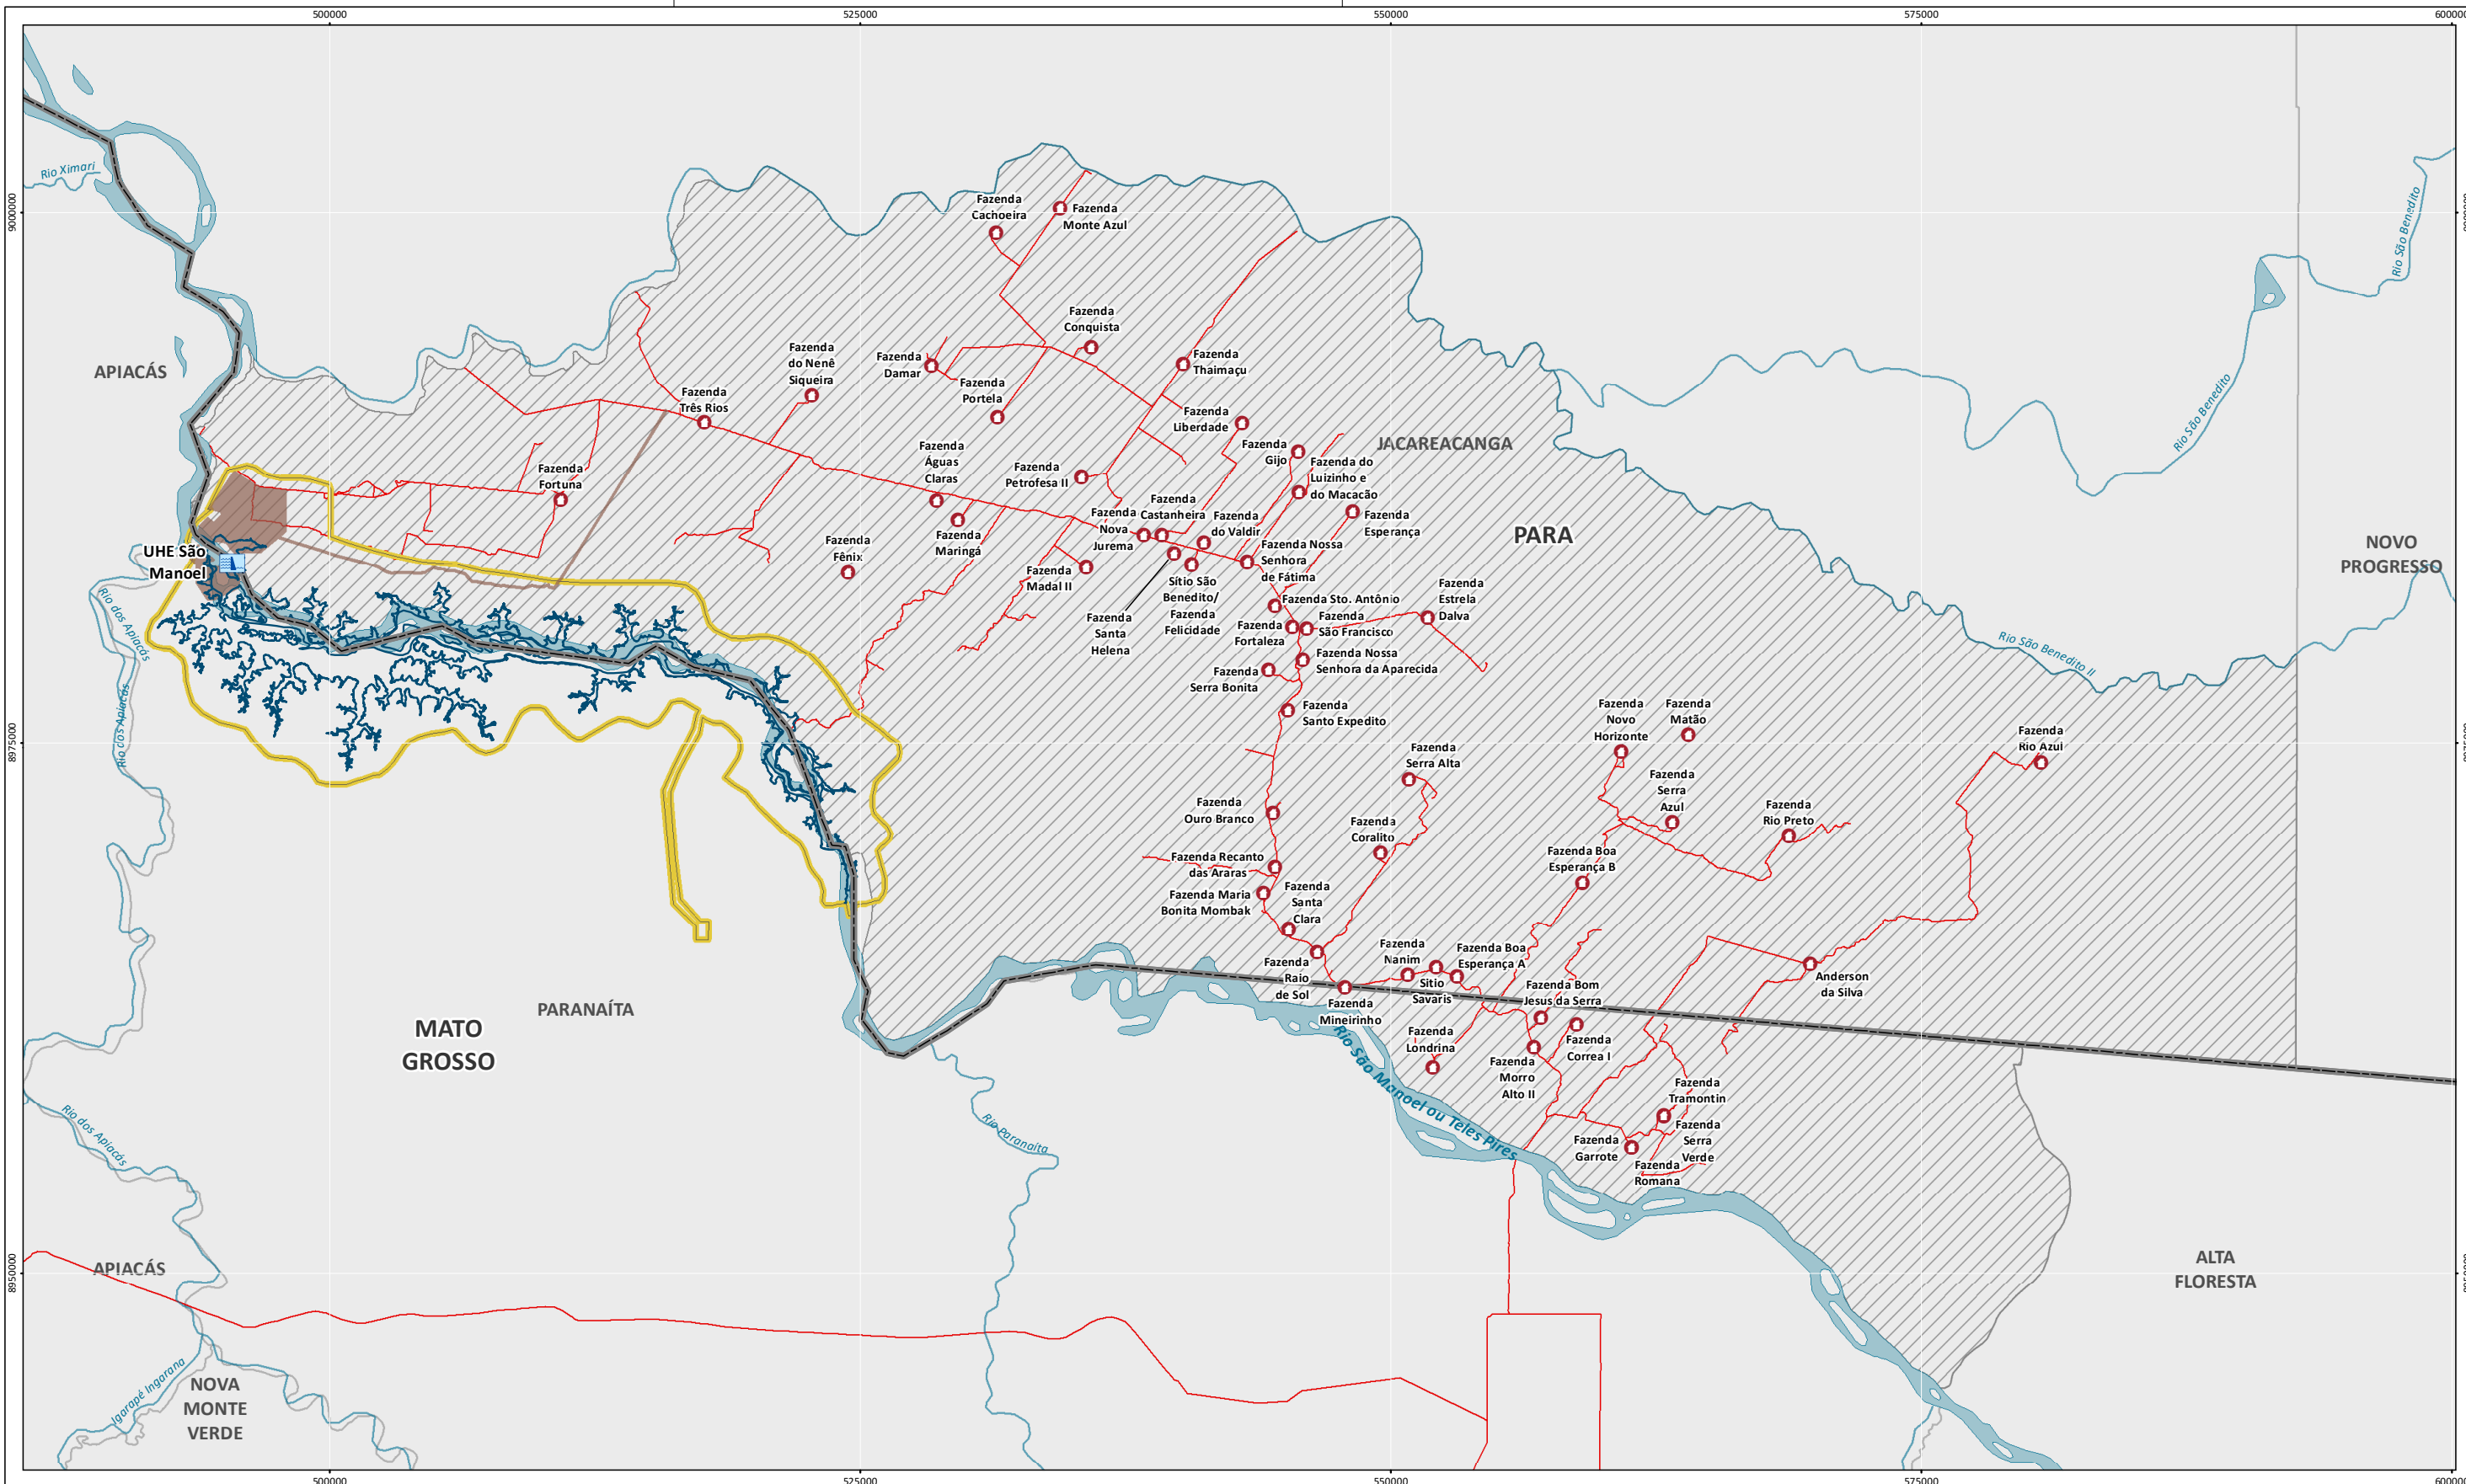 500000
525000
550000
575000
600000
9000000
8975000
8950000
Rio Ximari
APIACÁS
Rio São Benedito
Rio São Benedito
Rio São Benedito II
Fazenda
Cachoeira
Fazenda
Monte Azul
Fazenda
Conquista
Fazenda
do Nenê
Siqueira
Fazenda
Damar
Fazenda
Thaimaçu
Fazenda
Três Rios
Fazenda
Portela
Fazenda
Liberdade
JACAREACANGA
Fazenda
Gijo
Fazenda do
Luizinho e
do Macacão
Fazenda
Águas
Claras
Fazenda
Petrofesa II
Fazenda
Fortuna
Fazenda
Castanheira
Fazenda
Nova
Jurema
Fazenda
do Valdir
Fazenda
Esperança
PARA
Fazenda
Maringá
Fazenda
Fênix
Fazenda Nossa
Senhora
de Fátima
NOVO
PROGRESSO
UHE São
Manoel
Fazenda
Madal II
Sítio São
Benedito/
Fazenda
Felicidade
Fazenda
Santa
Helena
Fazenda Sto. Antônio
Fazenda
Estrela
Dalva
Fazenda
Fortaleza
Fazenda
São Francisco
Fazenda Nossa
Senhora da Aparecida
Fazenda
Serra Bonita
Fazenda
Santo Expedito
Rio dos Apiacás
Rio dos Apiacás
Fazenda
Novo
Horizonte
Fazenda
Matão
Fazenda
Rio Azul
Fazenda
Serra Alta
Fazenda
Serra
Azul
Fazenda
Ouro Branco
Fazenda
Coralito
Fazenda
Rio Preto
Fazenda Recanto
das Araras
Fazenda Boa
Esperança B
Fazenda Maria
Bonita Mombak
Fazenda
Santa
Clara
Fazenda
Raio
de Sol
Fazenda
Nanim
Fazenda Boa
Esperança A
Sitio
Savaris
Anderson
da Silva
Fazenda
Mineirinho
Fazenda Bom
Jesus da Serra
PARANAÍTA
MATO
GROSSO
Fazenda
Londrina
Fazenda
Correa I
Fazenda
Morro
Alto II
Rio São Manoel ou Teles Pires
Fazenda
Tramontin
Fazenda
Serra
Verde
Fazenda
Garrote
Fazenda
Romana
Rio dos Apiacás
Rio Paranaíta
APIACÁS
ALTA
FLORESTA
Igarapé Ingarana
NOVA
MONTE
VERDE
500000
525000
550000
575000
600000